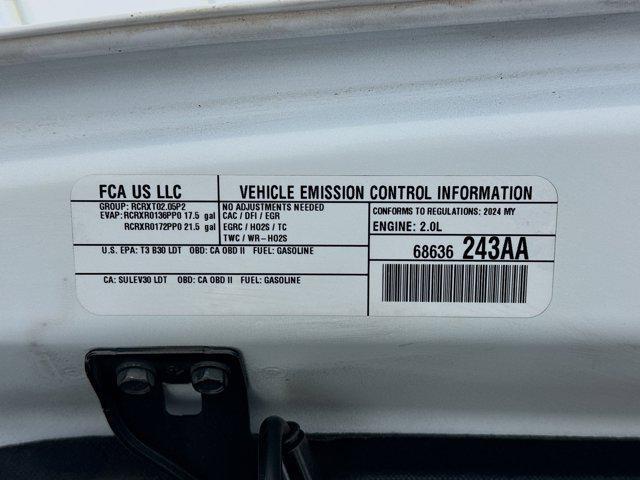 FCA US LLC
VEHICLE EMISSION CONTROL INFORMATION
GROUP: RCRXT02.05P2
EVAP: RCRXR0136PP0 17.5 gal
RCRXR0172PP0 21.5 gal
NO ADJUSTMENTS NEEDED
CAC / DFI / EGR
EGRC / HO2S / TC
TWC / WR-HO2S
CONFORMS TO REGULATIONS: 2024 MY
ENGINE: 2.0L
U.S. EPA: T3 B30 LDT OBD: CA OBD II FUEL: GASOLINE
68636 243AA
CA: SULEV30 LDT OBD: CA OBD II FUEL: GASOLINE